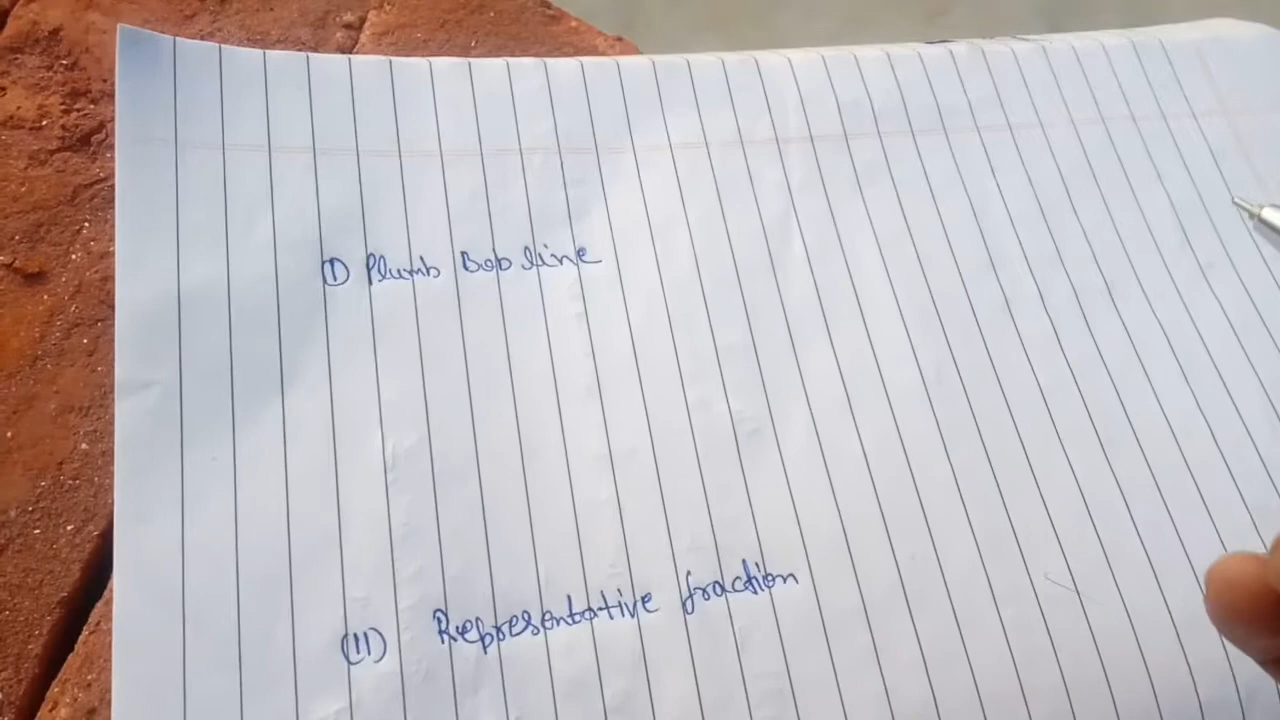 (I) Plumb Bob line
(II) Representative fraction